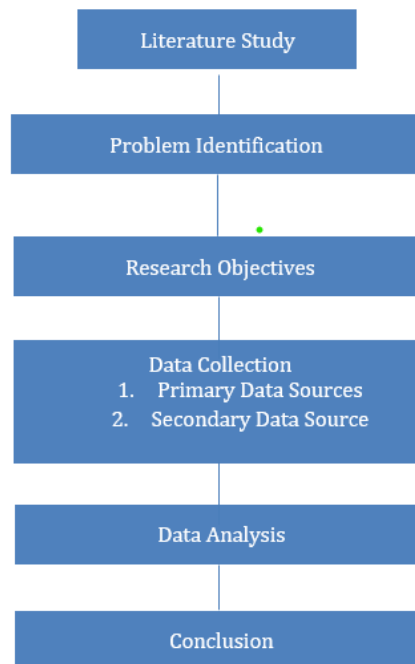 Literature Study
Problem Identification
Research Objectives
Data Collection
1. Primary Data Sources
2. Secondary Data Source
Data Analysis
Conclusion